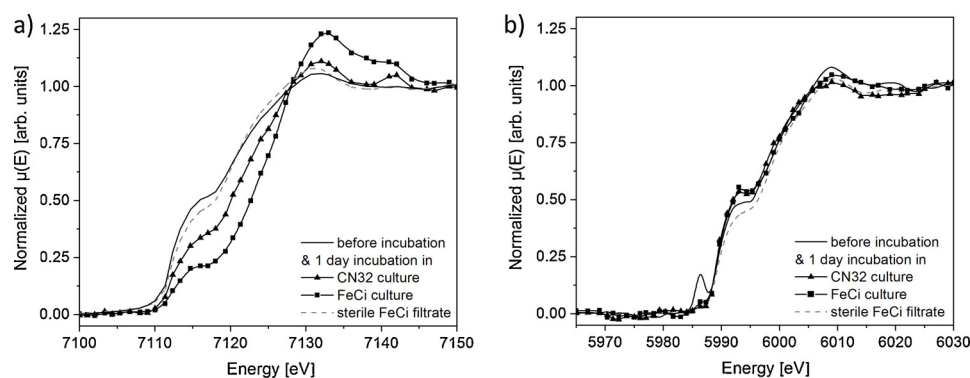 a)
Normalized μ(E) [arb. units]
1.25
1.00
0.75
0.50
0.25
0.00
before incubation
& 1 day incubation in
CN32 culture
FeCi culture
sterile FeCi filtrate
7100 7110 7120 7130 7140 7150
Energy [eV]
b)
Normalized μ(E) [arb. units]
1.25
1.00
0.75
0.50
0.25
0.00
before incubation
& 1 day incubation in
CN32 culture
FeCi culture
sterile FeCi filtrate
5970 5980 5990 6000 6010 6020 6030
Energy [eV]